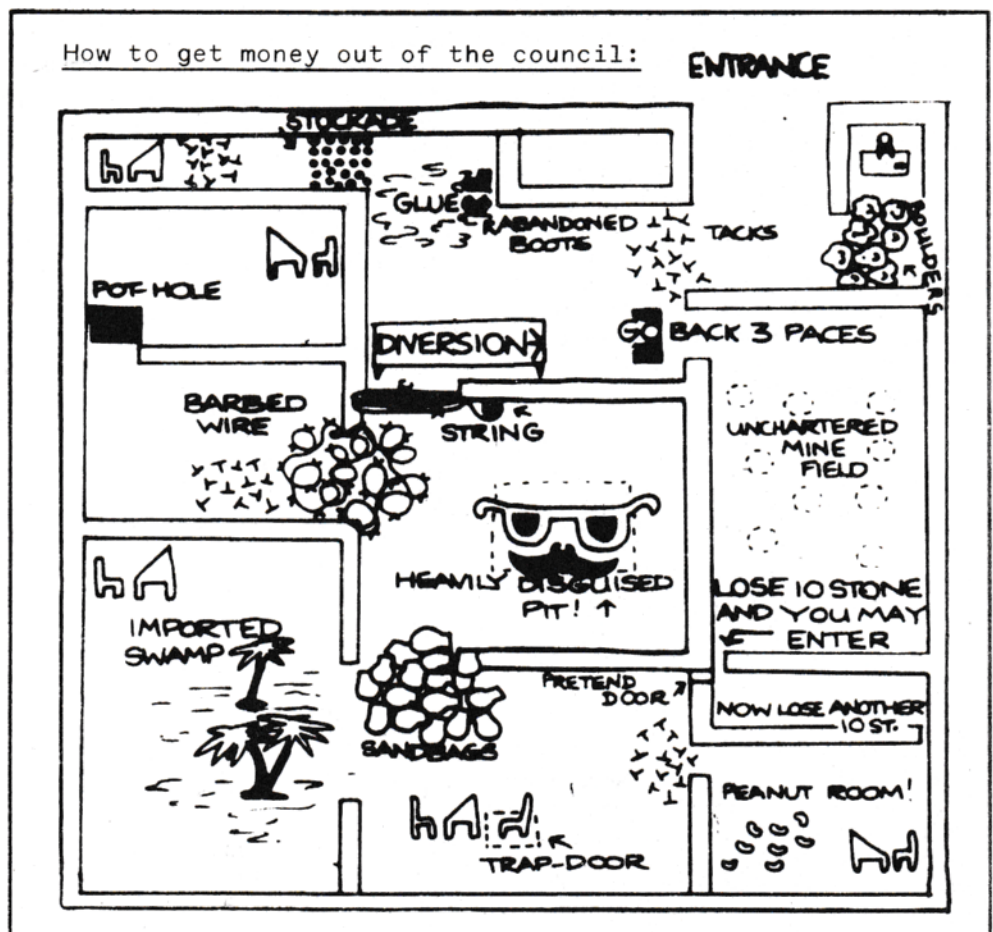 How to get money out of the council:
ENTRANCE
STOCKADE
GLUE
ABANDONED
BOOTS
TACKS
BOULDERS
POT HOLE
DIVERSION
GO BACK 3 PACES
BARBED
WIRE
STRING
UNCHARTERED
MINE
FIELD
HEAVILY DISGUISED
PIT!
LOSE 10 STONE
AND YOU MAY
ENTER
IMPORTED
SWAMP
PRETEND
DOOR
NOW LOSE ANOTHER
10 ST.
SANDBAGS
PEANUT ROOM!
TRAP-DOOR